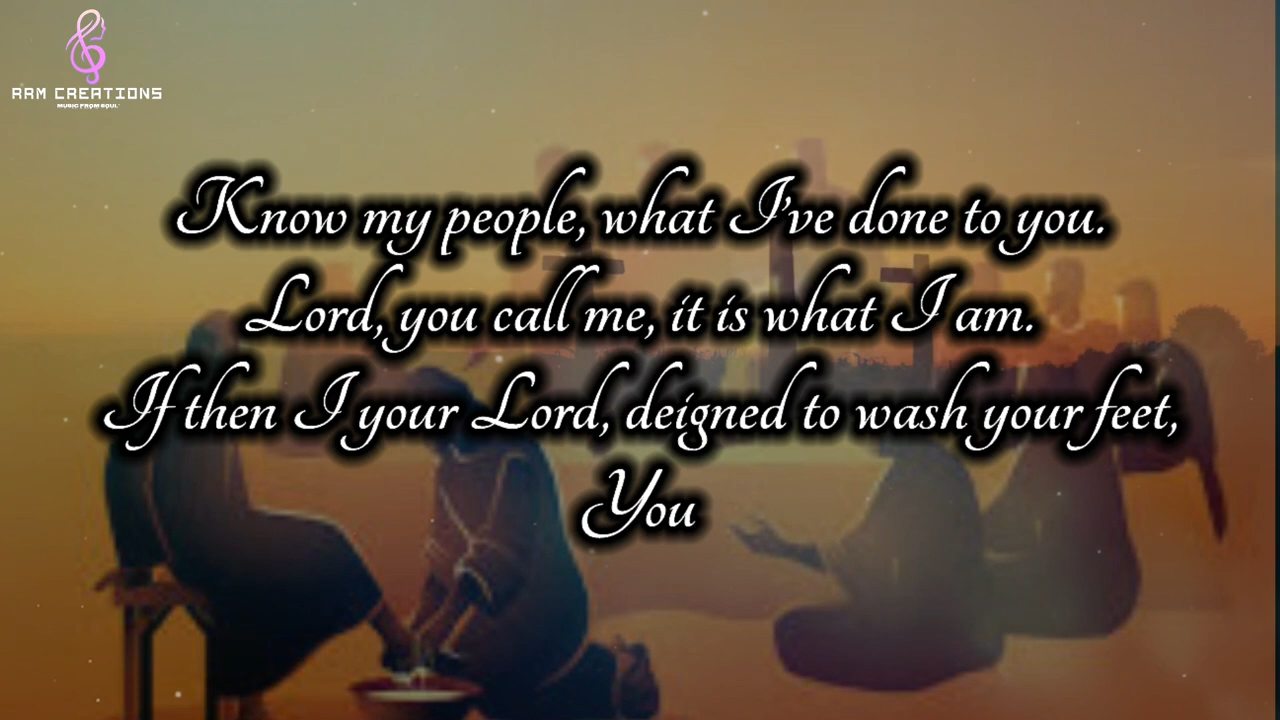 ARM CREATIONS
MUSIC FROM SOUL
Know my people, what I've done to you.
Lord, you call me, it is what I am.
If then I your Lord, deigned to wash your feet,
You